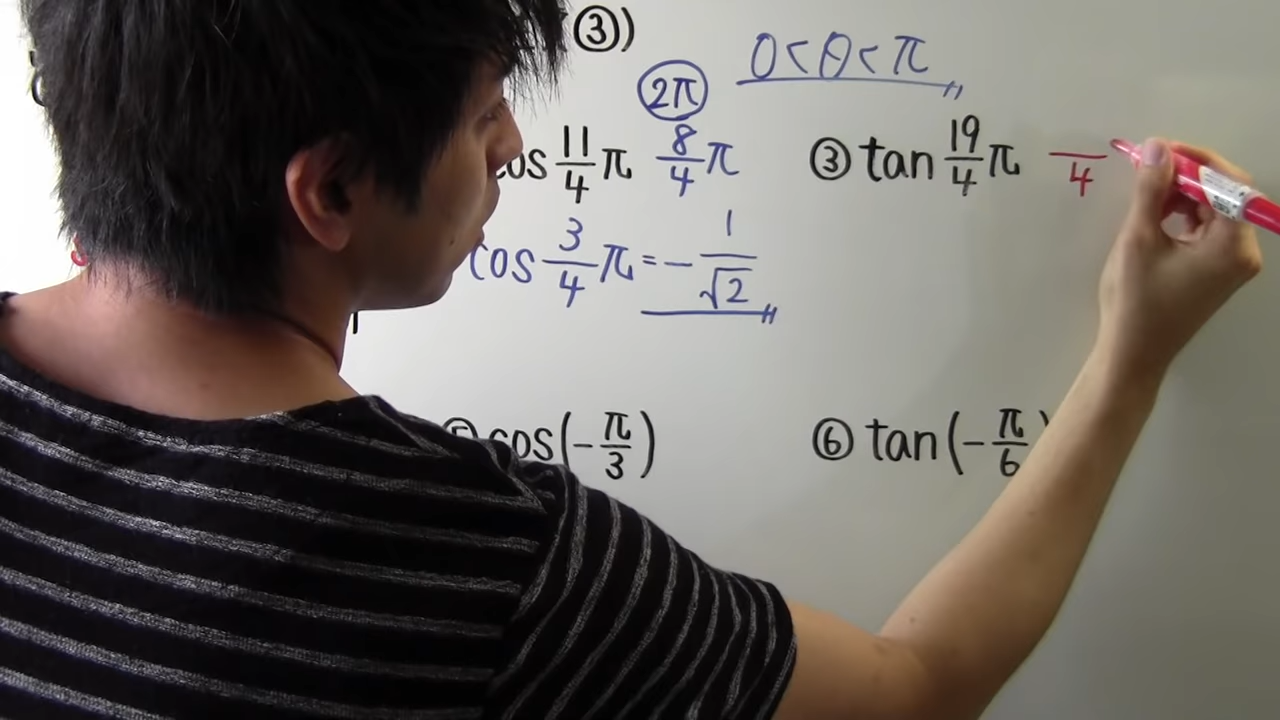 ③)
0<θ<π
2π
cos 11/4 π 8/4 π
③ tan 19/4 π /4
cos 3/4 π = - 1/√2
⑤ cos(-π/3)
⑥ tan(-π/6)